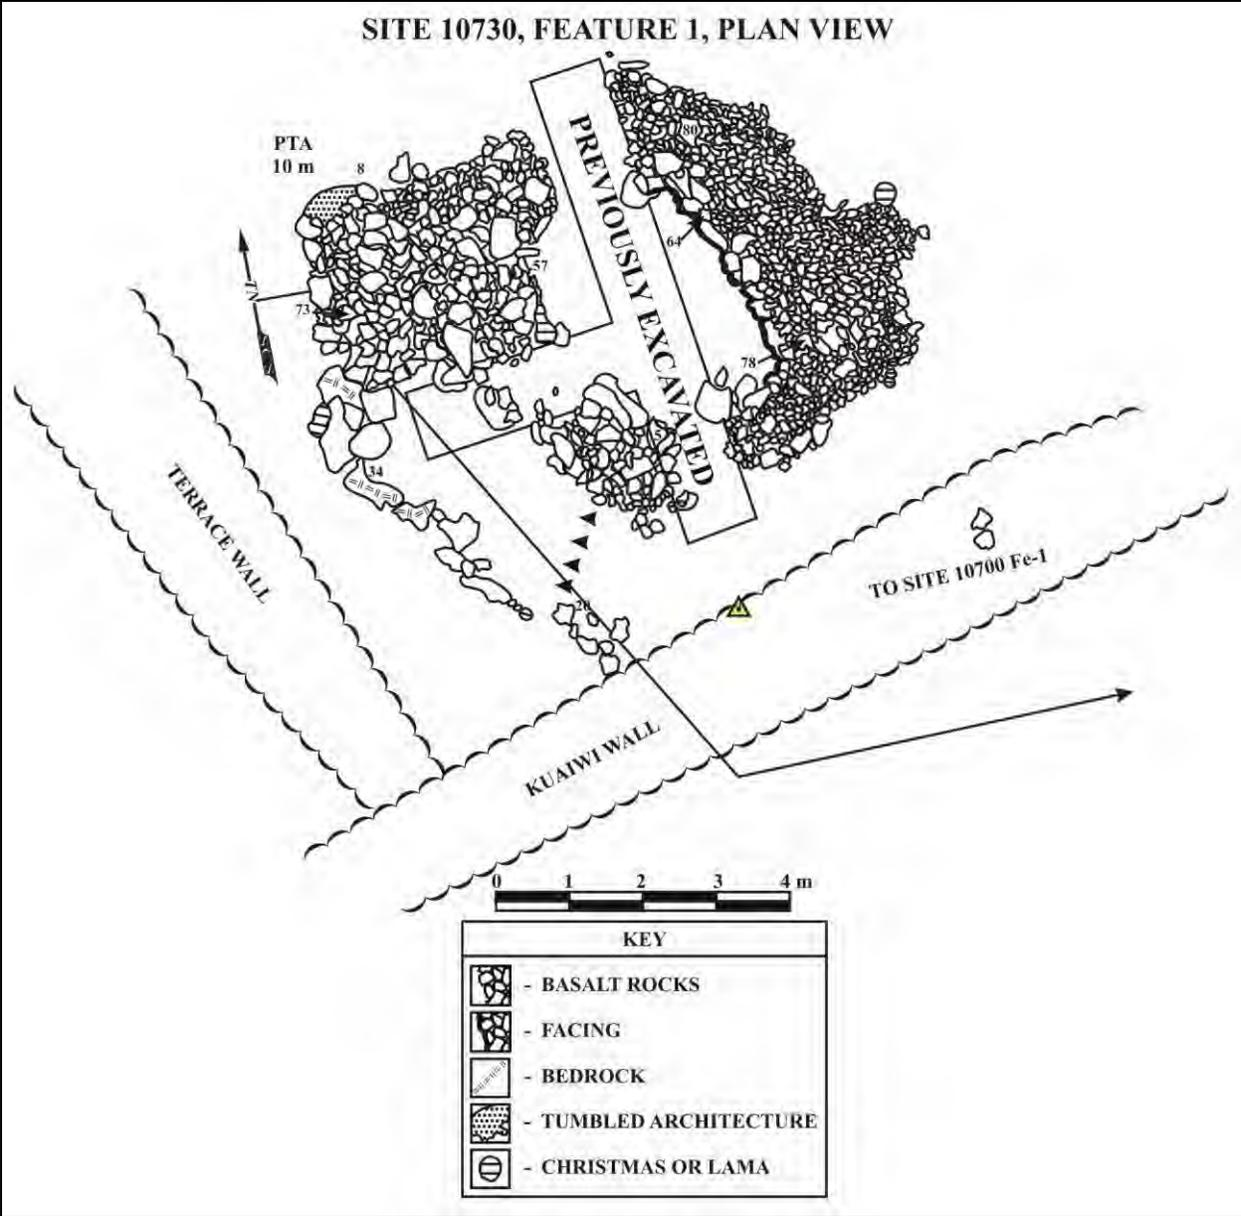 SITE 10730, FEATURE 1, PLAN VIEW
PTA
10 m
8
80
PREVIOUSLY EXCAVATED
64
57
73
78
34
20
TERRACE WALL
TO SITE 10700 Fe-1
KUAIWI WALL
0 1 2 3 4 m
KEY
- BASALT ROCKS
- FACING
- BEDROCK
- TUMBLED ARCHITECTURE
- CHRISTMAS OR LAMA